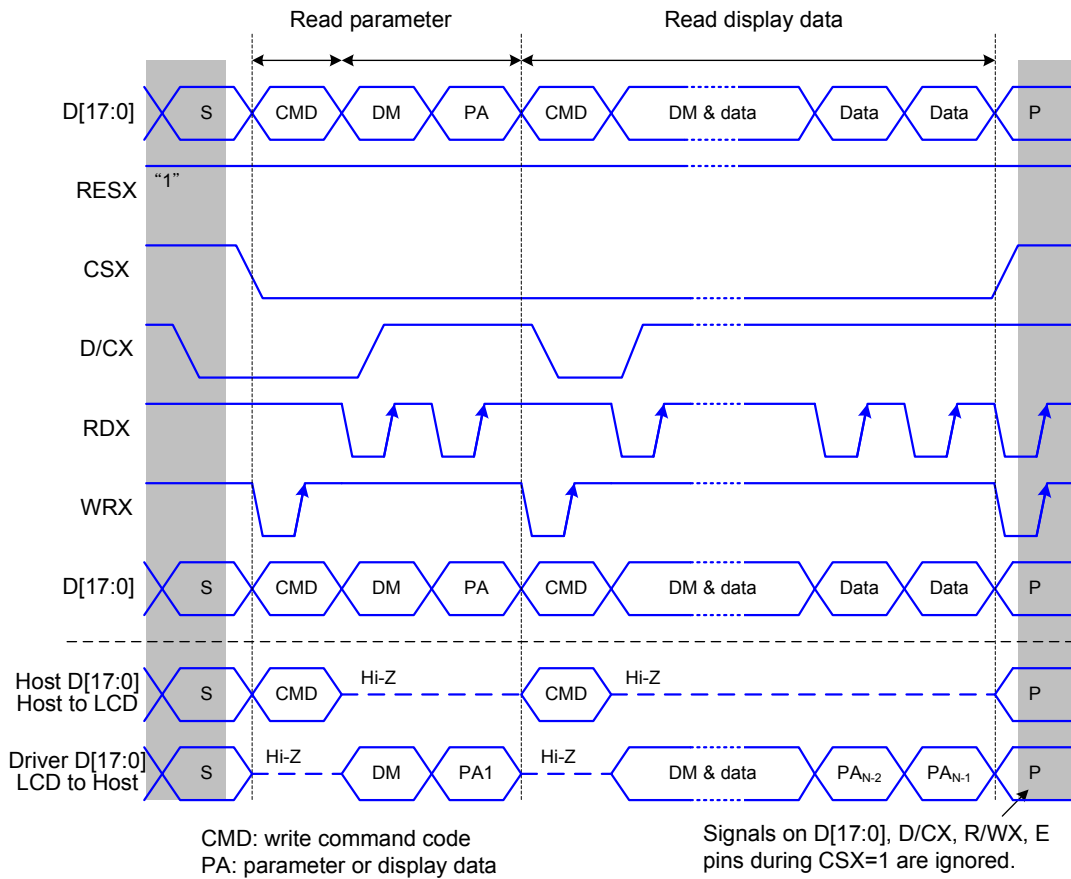 Read parameter Read display data
D[17:0] S CMD DM PA CMD DM & data Data Data P
RESX “1”
CSX
D/CX
RDX
WRX
D[17:0] S CMD DM PA CMD DM & data Data Data P
Host D[17:0]
Host to LCD
S CMD Hi-Z CMD Hi-Z P
Driver D[17:0]
LCD to Host
S Hi-Z DM PA1 Hi-Z DM & data PAN-2 PAN-1 P
CMD: write command code
PA: parameter or display data
Signals on D[17:0], D/CX, R/WX, E
pins during CSX=1 are ignored.